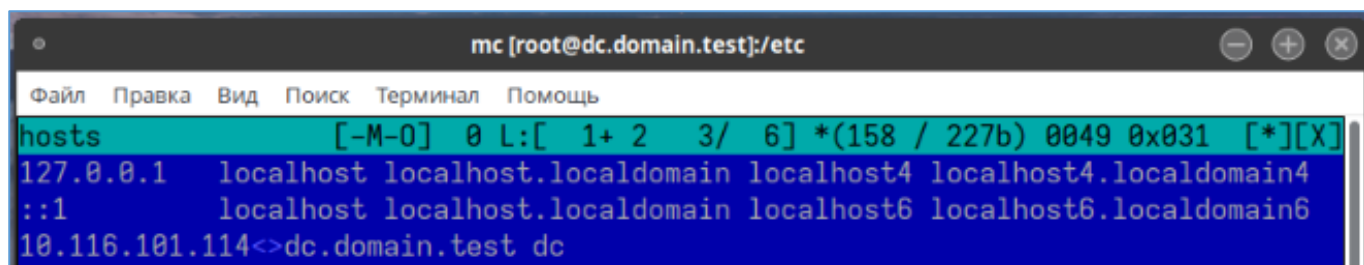 mc [root@dc.domain.test]:/etc
Файл Правка Вид Поиск Терминал Помощь
hosts [-M-O] 0 L:[ 1+ 2 3/ 6] *(158 / 227b) 0049 0x031 [*][X]
127.0.0.1 localhost localhost.localdomain localhost4 localhost4.localdomain4
::1 localhost localhost.localdomain localhost6 localhost6.localdomain6
10.116.101.114<>dc.domain.test dc